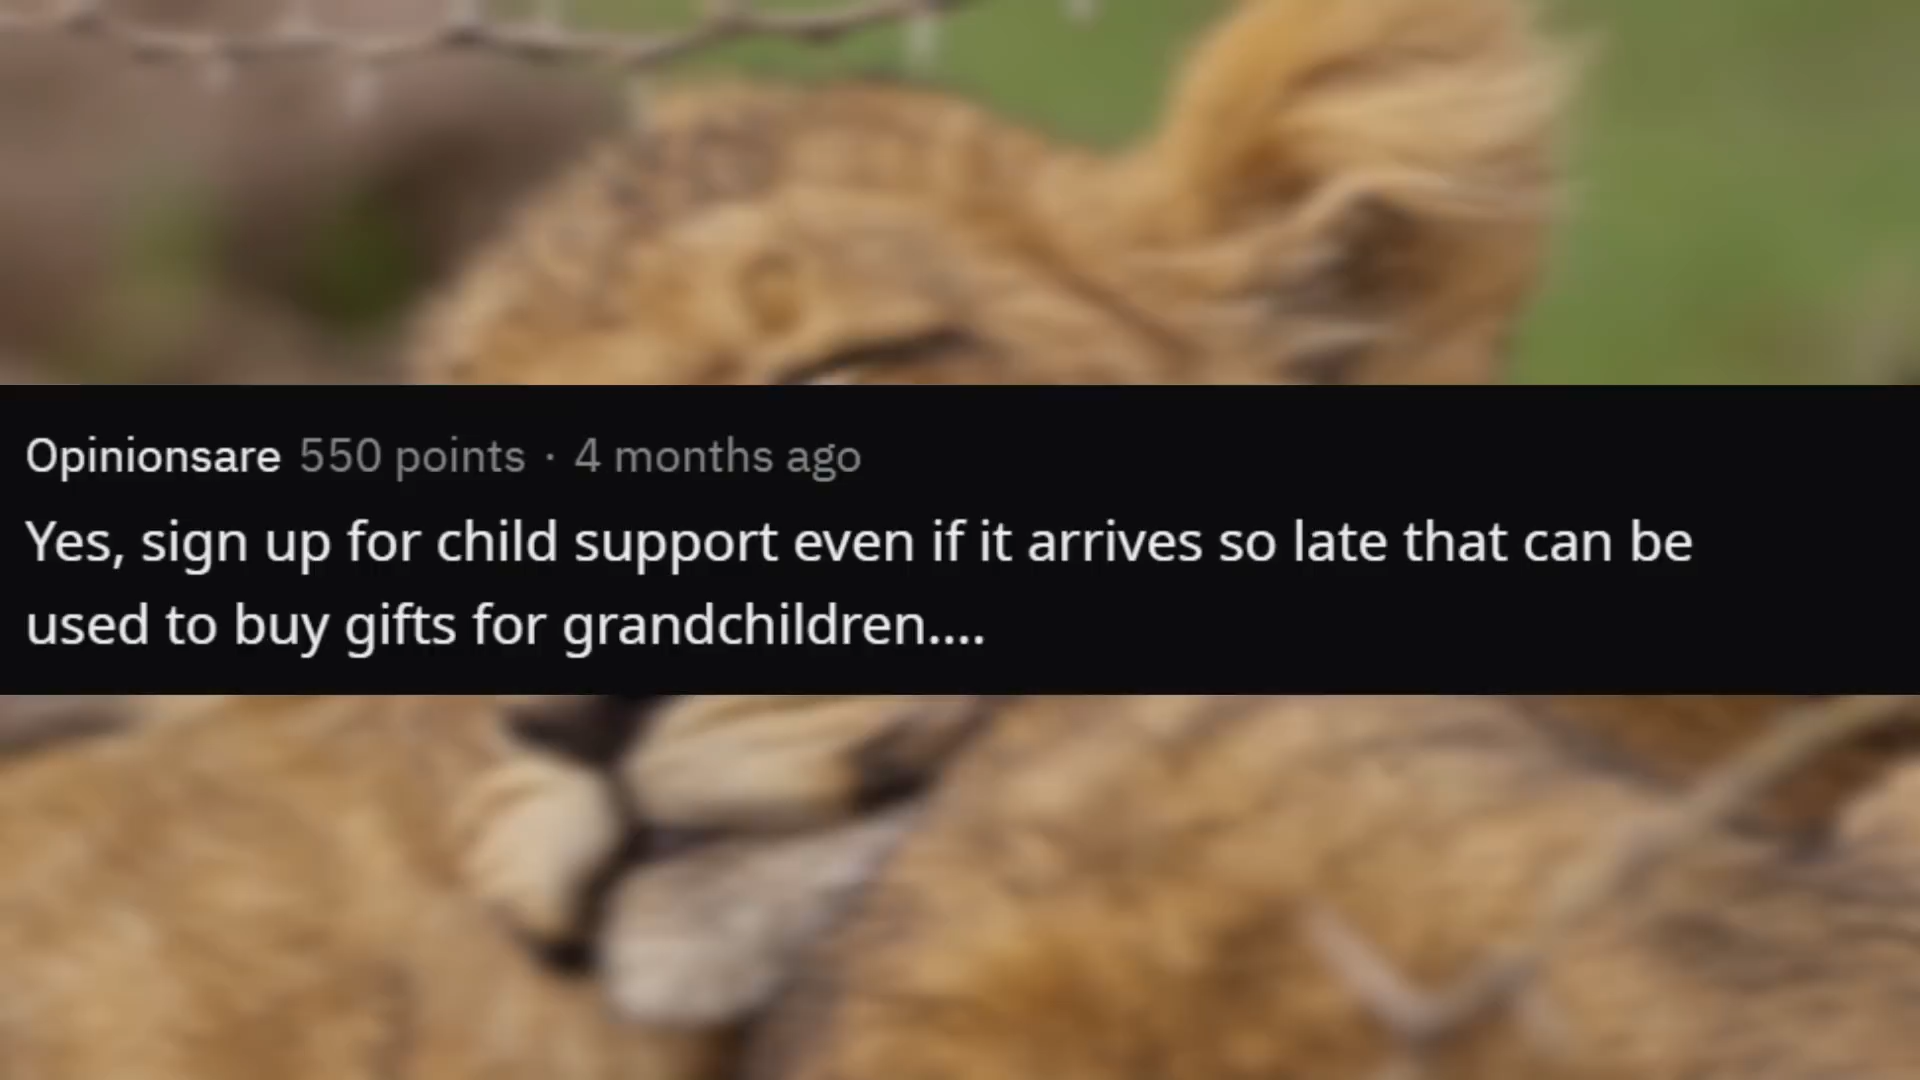 Opinionsare 550 points · 4 months ago
Yes, sign up for child support even if it arrives so late that can be
used to buy gifts for grandchildren....